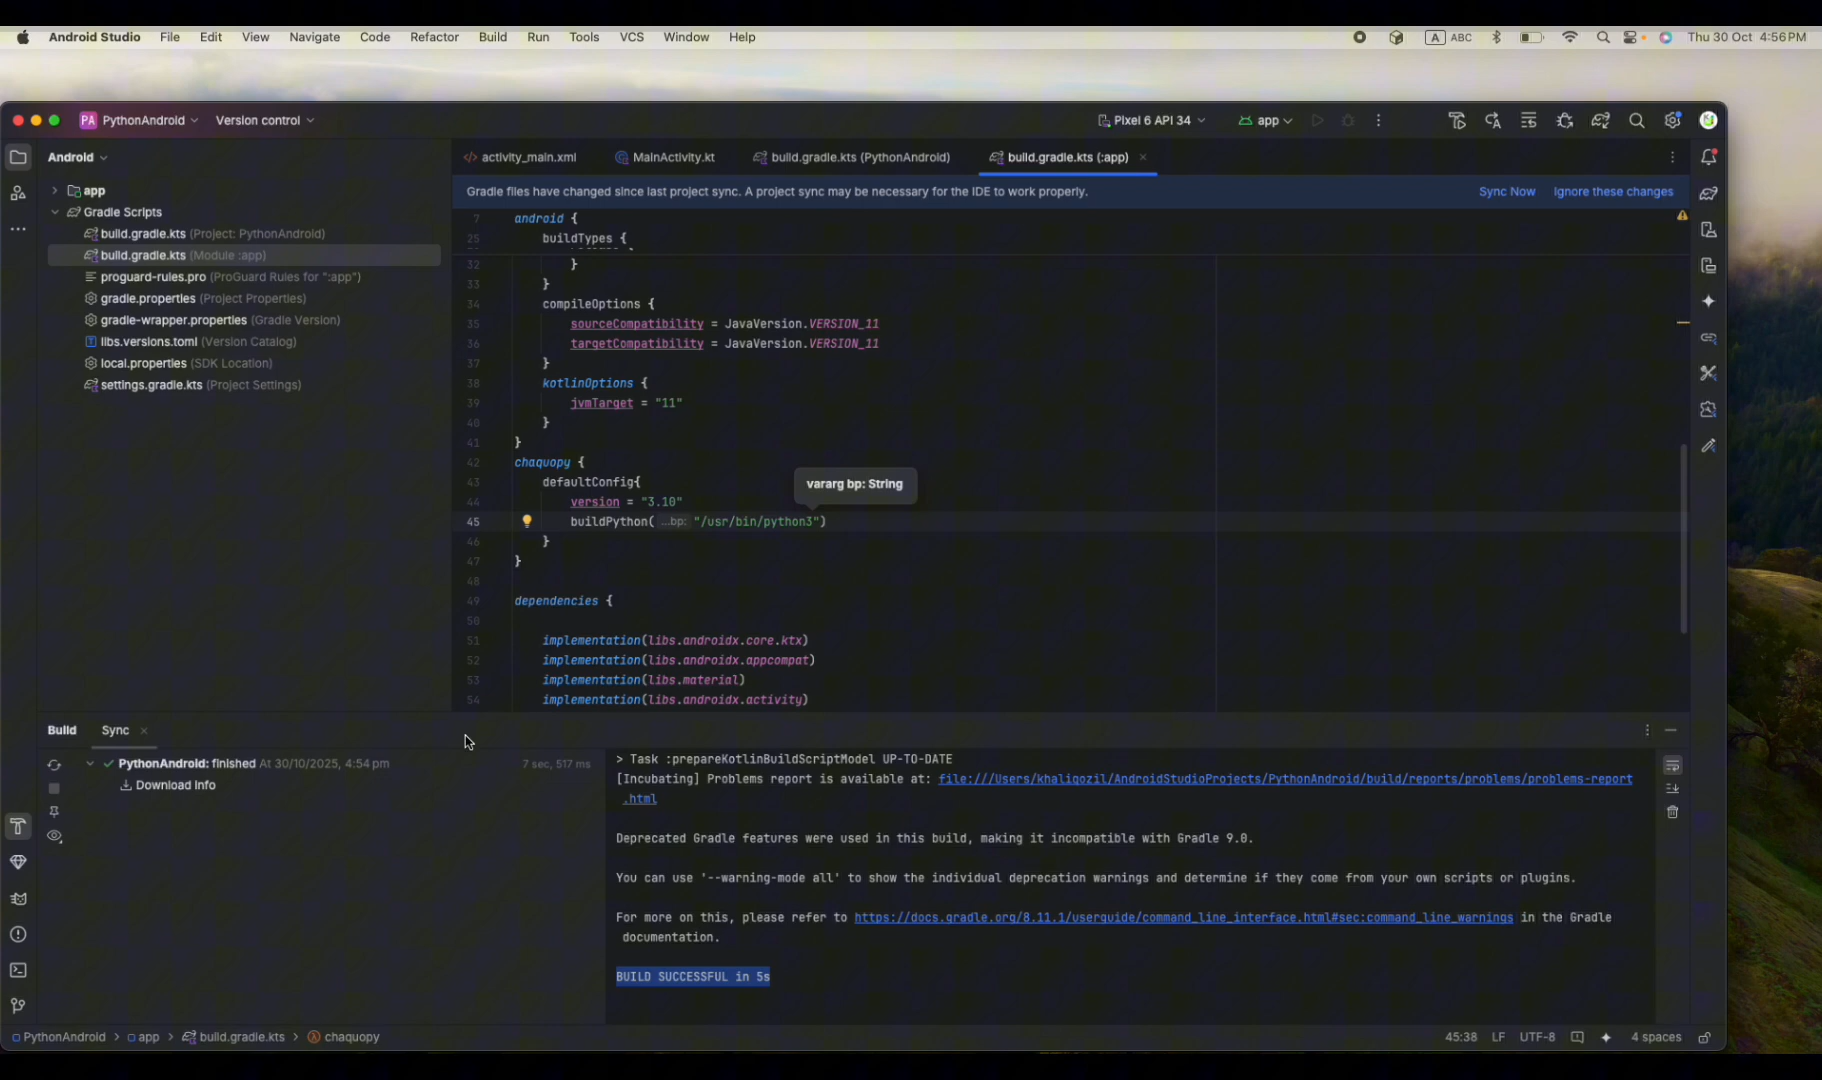 Android Studio File Edit View Navigate Code Refactor Build Run Tools VCS Window Help A ABC Thu 30 Oct 4:56 PM
PA PythonAndroid Version control Pixel 6 API 34 app
Android
activity_main.xml MainActivity.kt build.gradle.kts (PythonAndroid) build.gradle.kts (:app)
Gradle files have changed since last project sync. A project sync may be necessary for the IDE to work properly. Sync Now Ignore these changes
app
Gradle Scripts
build.gradle.kts (Project: PythonAndroid)
build.gradle.kts (Module :app)
proguard-rules.pro (ProGuard Rules for ":app")
gradle.properties (Project Properties)
gradle-wrapper.properties (Gradle Version)
libs.versions.toml (Version Catalog)
local.properties (SDK Location)
settings.gradle.kts (Project Settings)
7 android {
25 buildTypes {
32 }
33 }
34 compileOptions {
35 sourceCompatibility = JavaVersion.VERSION_11
36 targetCompatibility = JavaVersion.VERSION_11
37 }
38 kotlinOptions {
39 jvmTarget = "11"
40 }
41 }
42 chaquopy {
43 defaultConfig{
vararg bp: String
44 version = "3.10"
45 buildPython( ...bp: "/usr/bin/python3")
46 }
47 }
48
49 dependencies {
50
51 implementation(libs.androidx.core.ktx)
52 implementation(libs.androidx.appcompat)
53 implementation(libs.material)
54 implementation(libs.androidx.activity)
Build Sync
PythonAndroid: finished At 30/10/2025, 4:54 pm 7 sec, 517 ms
Download info
> Task :prepareKotlinBuildScriptModel UP-TO-DATE
[Incubating] Problems report is available at: file:///Users/khaliqozil/AndroidStudioProjects/PythonAndroid/build/reports/problems/problems-report
.html
Deprecated Gradle features were used in this build, making it incompatible with Gradle 9.0.
You can use '--warning-mode all' to show the individual deprecation warnings and determine if they come from your own scripts or plugins.
For more on this, please refer to https://docs.gradle.org/8.11.1/userguide/command_line_interface.html#sec:command_line_warnings in the Gradle
documentation.
BUILD SUCCESSFUL in 5s
PythonAndroid > app > build.gradle.kts > chaquopy 45:38 LF UTF-8 4 spaces